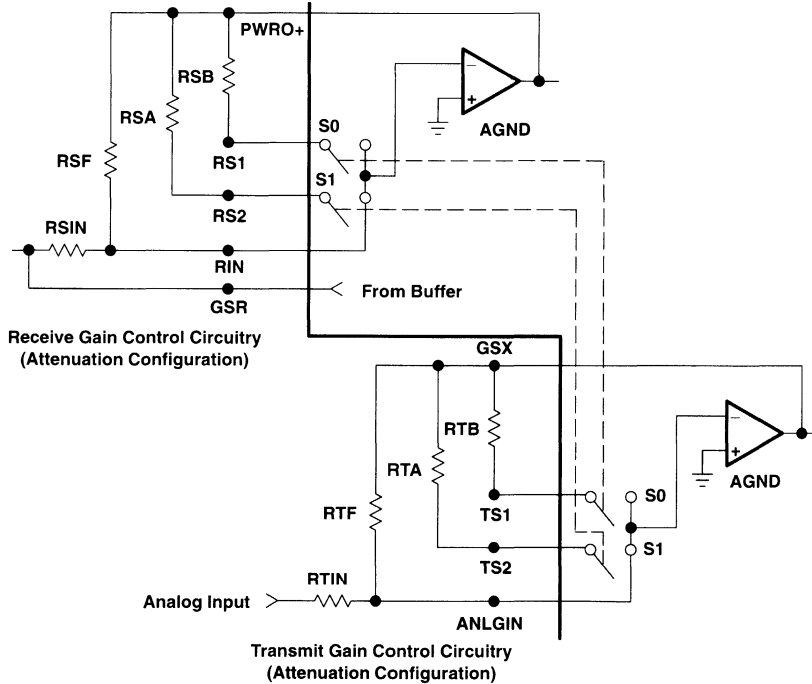 PWRO+
RSB
RSA
RSF
S0
RS1
S1
RS2
−
+
AGND
RSIN
RIN
GSR
From Buffer
Receive Gain Control Circuitry
(Attenuation Configuration)
GSX
RTB
RTA
RTF
−
+
AGND
TS1
S0
TS2
S1
RTIN
Analog Input
ANLGIN
Transmit Gain Control Circuitry
(Attenuation Configuration)